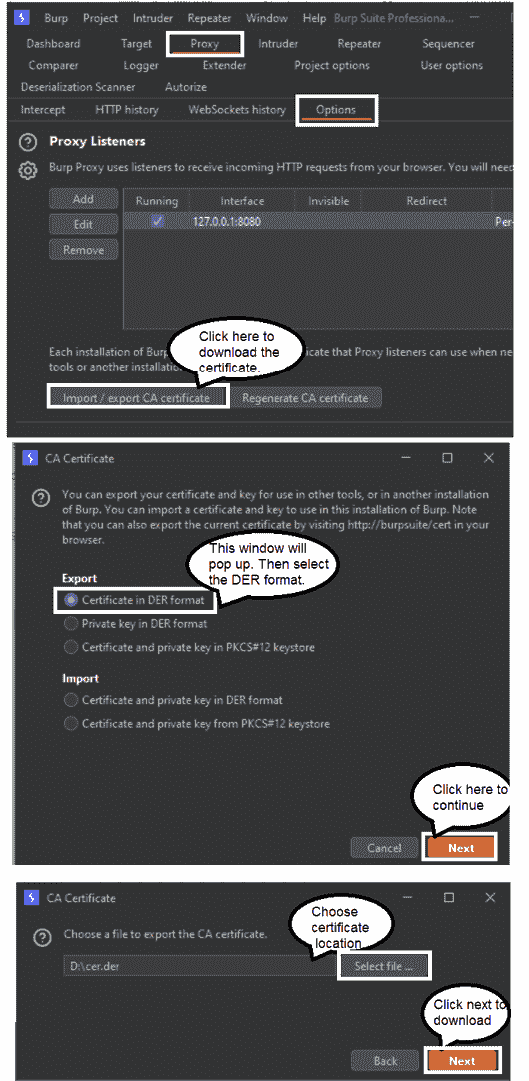 Burp Project Intruder Repeater Window Help Burp Suite Professiona...
Dashboard Target Proxy Intruder Repeater Sequencer
Comparer Logger Extender Project options User options
Deserialization Scanner Autorize
Intercept HTTP history WebSockets history Options
Proxy Listeners
Burp Proxy uses listeners to receive incoming HTTP requests from your browser. You will need
Add
Running Interface Invisible Redirect
127.0.0.1:8080 Per-
Edit
Remove
Click here to
download the
certificate.
Each installation of Burp icate that Proxy listeners can use when ne
tools or another installation
Import / export CA certificate Regenerate CA certificate
CA Certificate
You can export your certificate and key for use in other tools, or in another installation
of Burp. You can import a certificate and key to use in this installation of Burp. Note
that you can also export the current certificate by visiting http://burpsuite/cert in your
browser.
This window will
pop up. Then select
the DER format.
Export
Certificate in DER format
Private key in DER format
Certificate and private key in PKCS#12 keystore
Import
Certificate and private key in DER format
Certificate and private key from PKCS#12 keystore
Click here to
continue
Cancel Next
CA Certificate
Choose
certificate
location
Choose a file to export the CA certificate.
D:\cer.der Select file ...
Click next to
download
Back Next